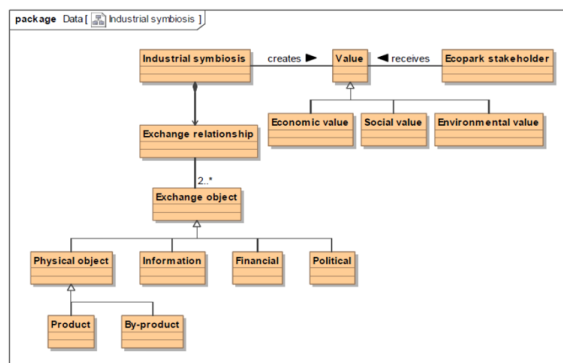 package Data [ Industrial symbiosis ]
Industrial symbiosis
creates
Value
receives
Ecopark stakeholder
Economic value
Social value
Environmental value
Exchange relationship
2..*
Exchange object
Physical object
Information
Financial
Political
Product
By-product